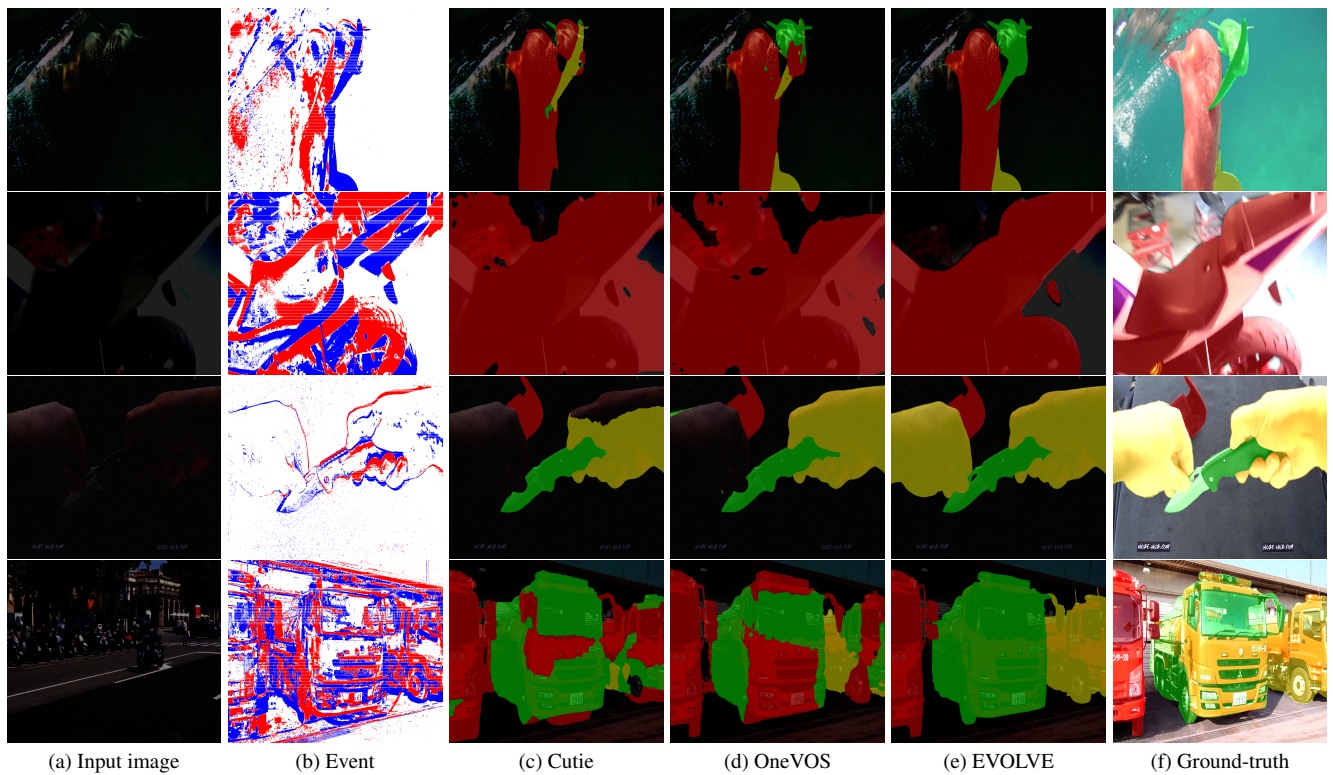 (a) Input image
(b) Event
(c) Cutie
(d) OneVOS
(e) EVOLVE
(f) Ground-truth